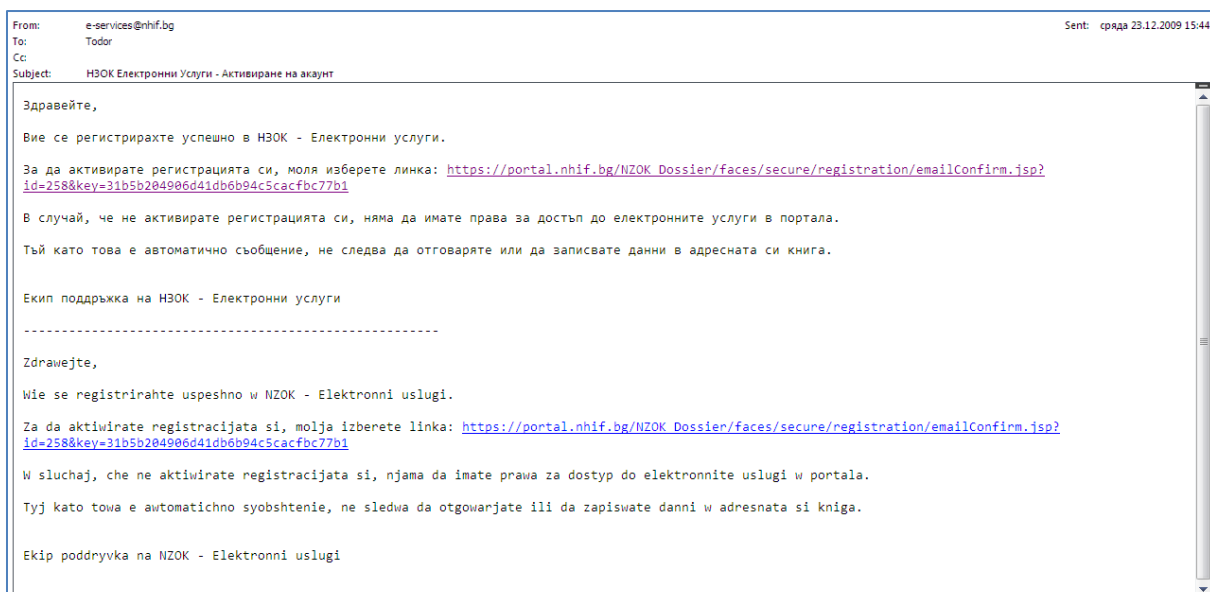 From: e-services@nhif.bg Sent: сряда 23.12.2009 15:44
To: Todor
Cc:
Subject: НЗОК Електронни Услуги - Активиране на акаунт
Здравейте,
Вие се регистрирахте успешно в НЗОК - Електронни услуги.
За да активирате регистрацията си, моля изберете линка: https://portal.nhif.bg/NZOK_Dossier/faces/secure/registration/emailConfirm.jsp?
id=258&key=31b5b204906d41db6b94c5cacfbc77b1
В случай, че не активирате регистрацията си, няма да имате права за достъп до електронните услуги в портала.
Тъй като това е автоматично съобщение, не следва да отговаряте или да записвате данни в адресната си книга.
Екип поддръжка на НЗОК - Електронни услуги
-------------------------------------------------------
Zdrawejte,
Wie se registrirahte uspeshno w NZOK - Elektronni uslugi.
Za da aktiwirate registracijata si, molja izberete linka: https://portal.nhif.bg/NZOK_Dossier/faces/secure/registration/emailConfirm.jsp?
id=258&key=31b5b204906d41db6b94c5cacfbc77b1
W sluchaj, che ne aktiwirate registracijata si, njama da imate prawa za dostyp do elektronnite uslugi w portala.
Tyj kato towa e awtomatichno syobshtenie, ne sledwa da otgowarjate ili da zapiswate danni w adresnata si kniga.
Ekip poddryvka na NZOK - Elektronni uslugi